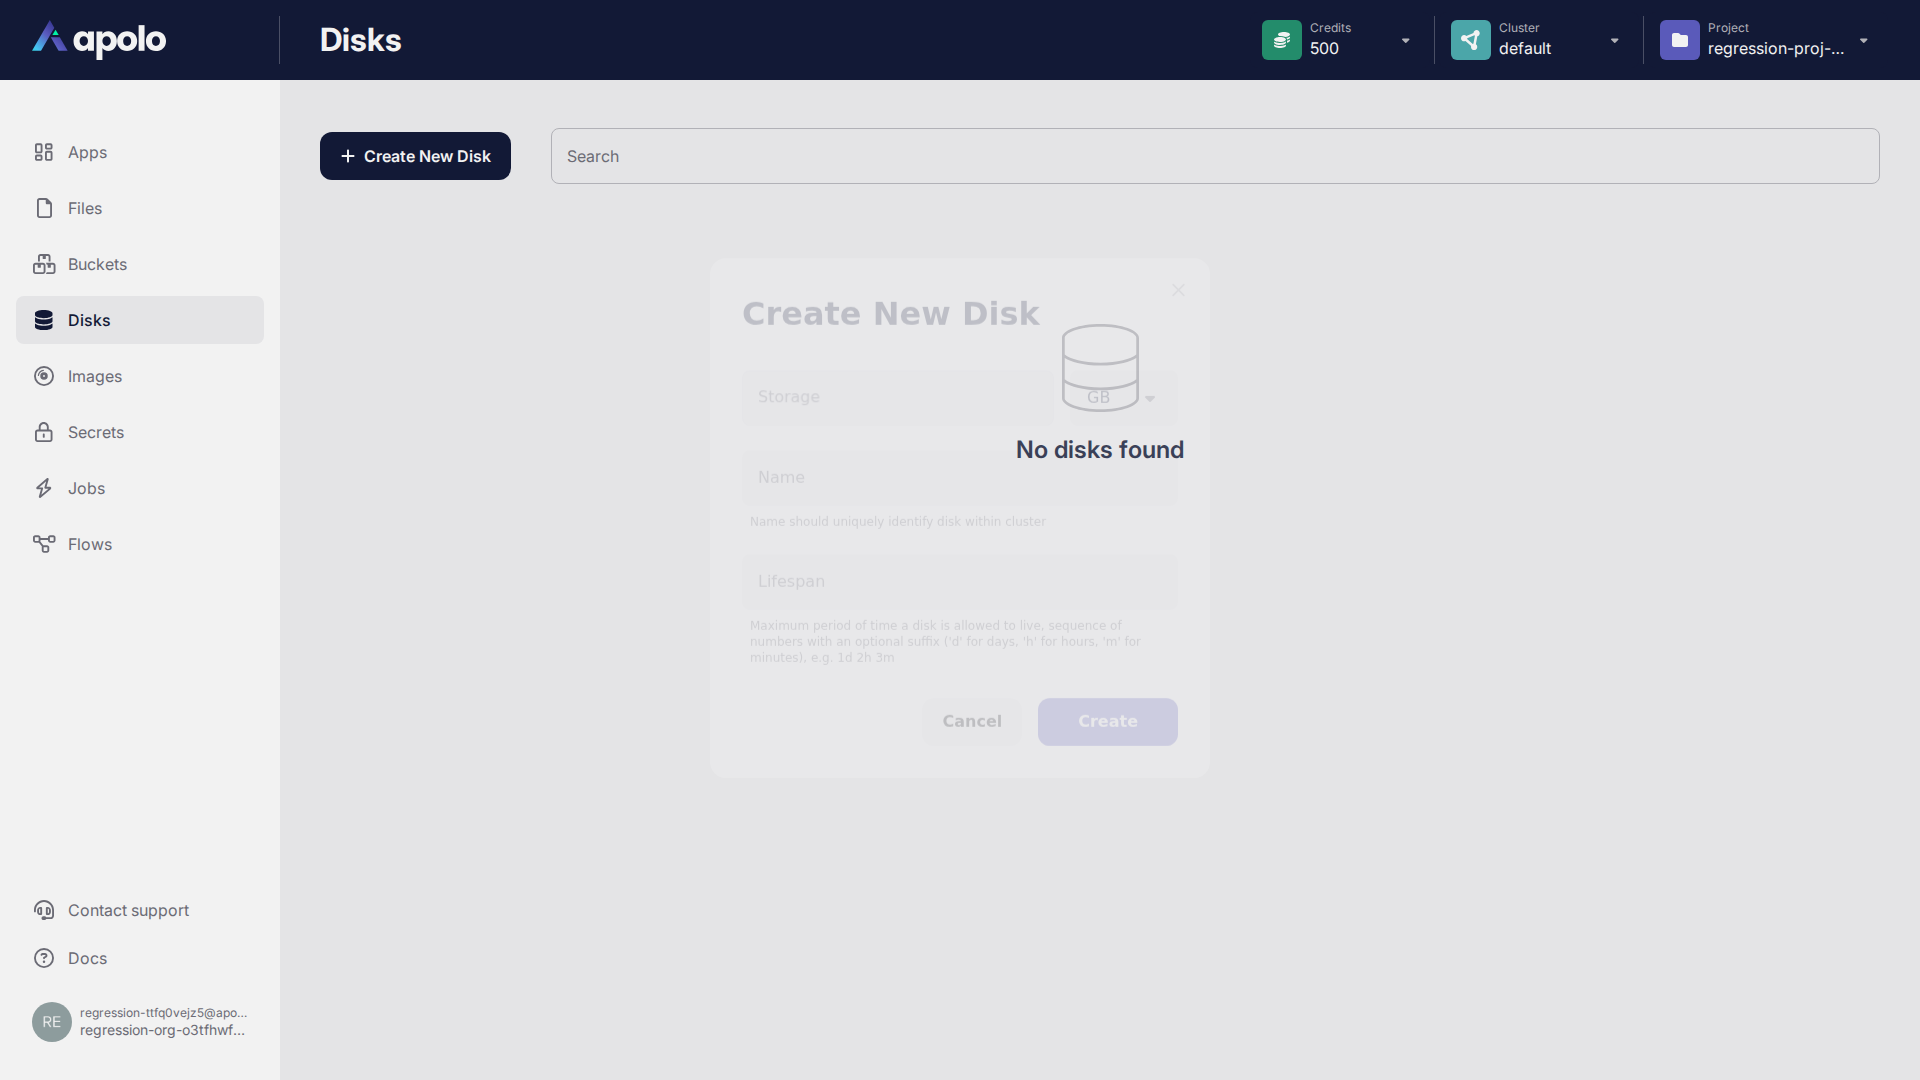 apolo
Disks
Credits
500
Cluster
default
Project
regression-proj-...
Apps
Files
Buckets
Disks
Images
Secrets
Jobs
Flows
Contact support
Docs
RE
regression-ttfq0vejz5@apo...
regression-org-o3tfhwf...
Create New Disk
Search
Create New Disk
Storage
GB
No disks found
Name
Name should uniquely identify disk within cluster
Lifespan
Maximum period of time a disk is allowed to live, sequence of
numbers with an optional suffix ('d' for days, 'h' for hours, 'm' for
minutes), e.g. 1d 2h 3m
Cancel
Create